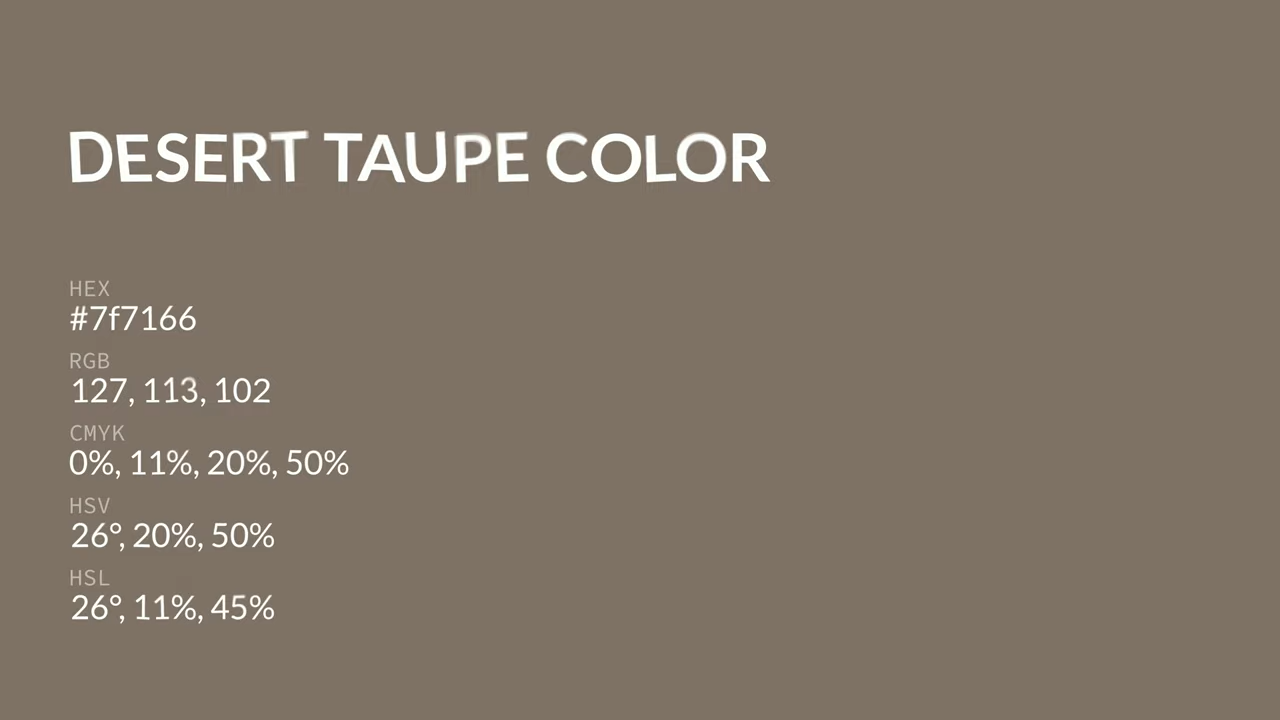 DESERT TAUPE COLOR
HEX
#7f7166
RGB
127, 113, 102
CMYK
0%, 11%, 20%, 50%
HSV
26°, 20%, 50%
HSL
26°, 11%, 45%